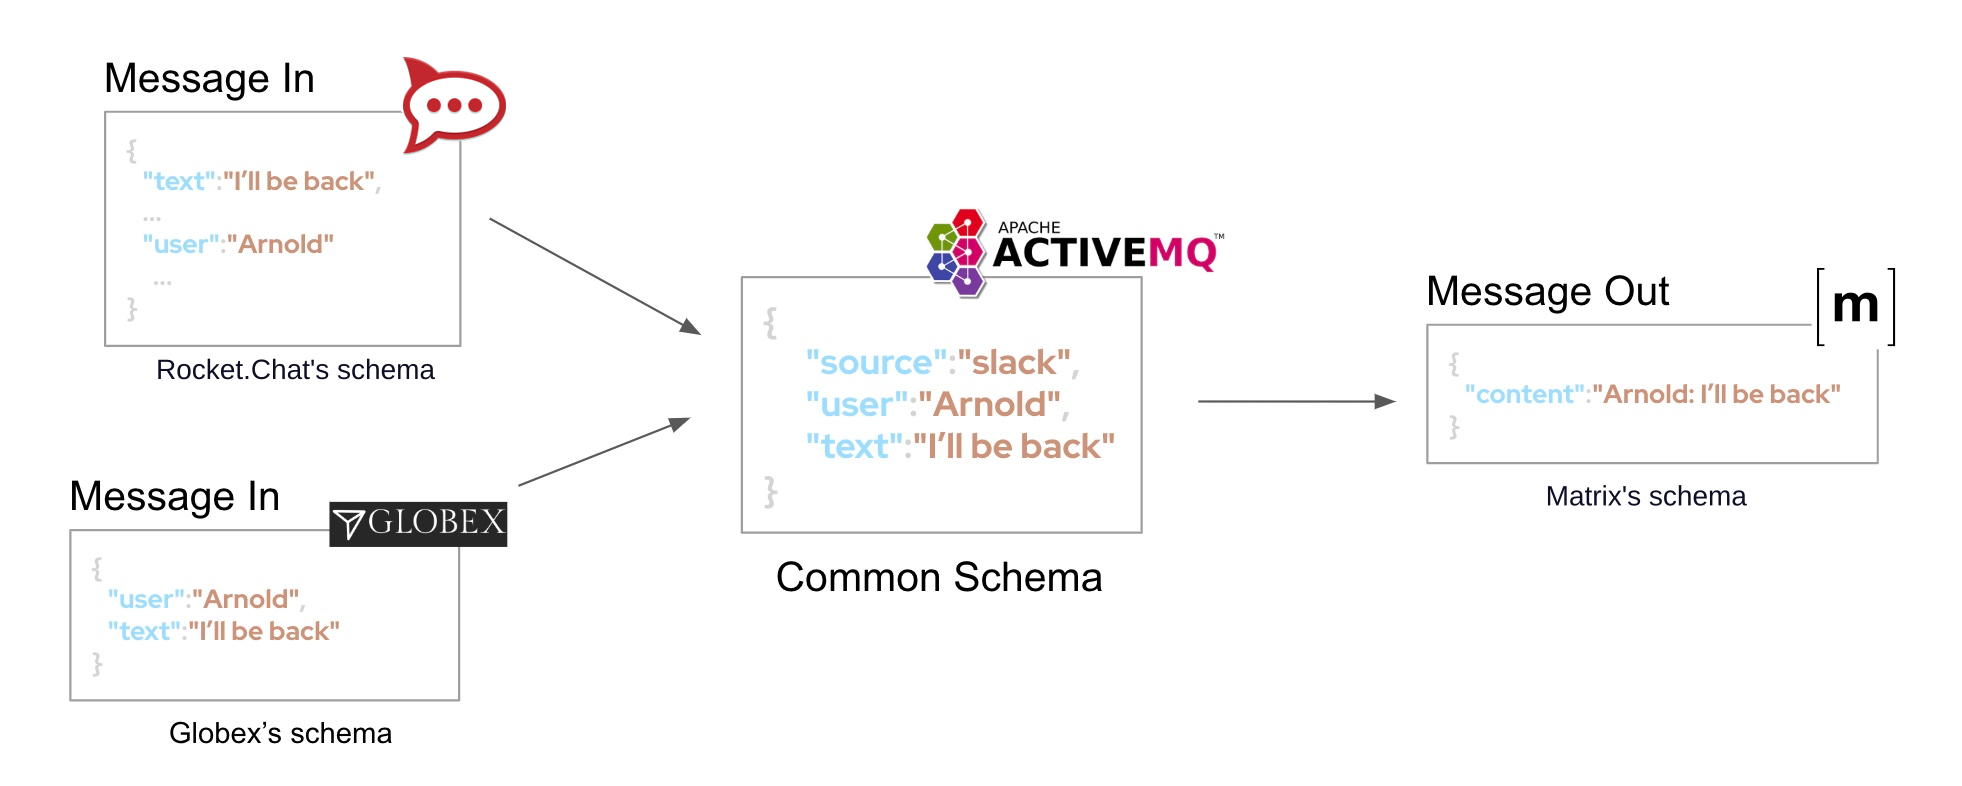 Message In
{
"text":"I’ll be back",
...
"user":"Arnold"
...
}
Rocket.Chat's schema
Message In
GLOBEX
{
"user":"Arnold",
"text":"I’ll be back"
}
Globex’s schema
APACHE
ACTIVEMQ™
{
"source":"slack",
"user":"Arnold",
"text":"I’ll be back"
}
Common Schema
Message Out
[m]
{
"content":"Arnold: I’ll be back"
}
Matrix's schema